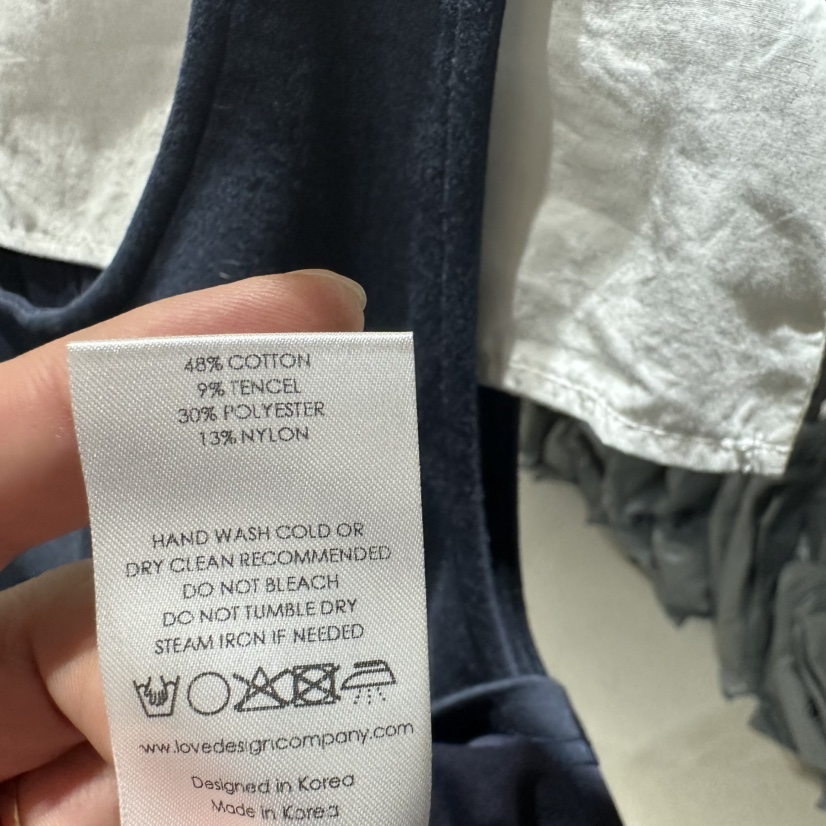 48% COTTON
9% TENCEL
30% POLYESTER
13% NYLON
HAND WASH COLD OR
DRY CLEAN RECOMMENDED
DO NOT BLEACH
DO NOT TUMBLE DRY
STEAM IRON IF NEEDED
www.lovedesigncompany.com
Designed in Korea
Made in Korea